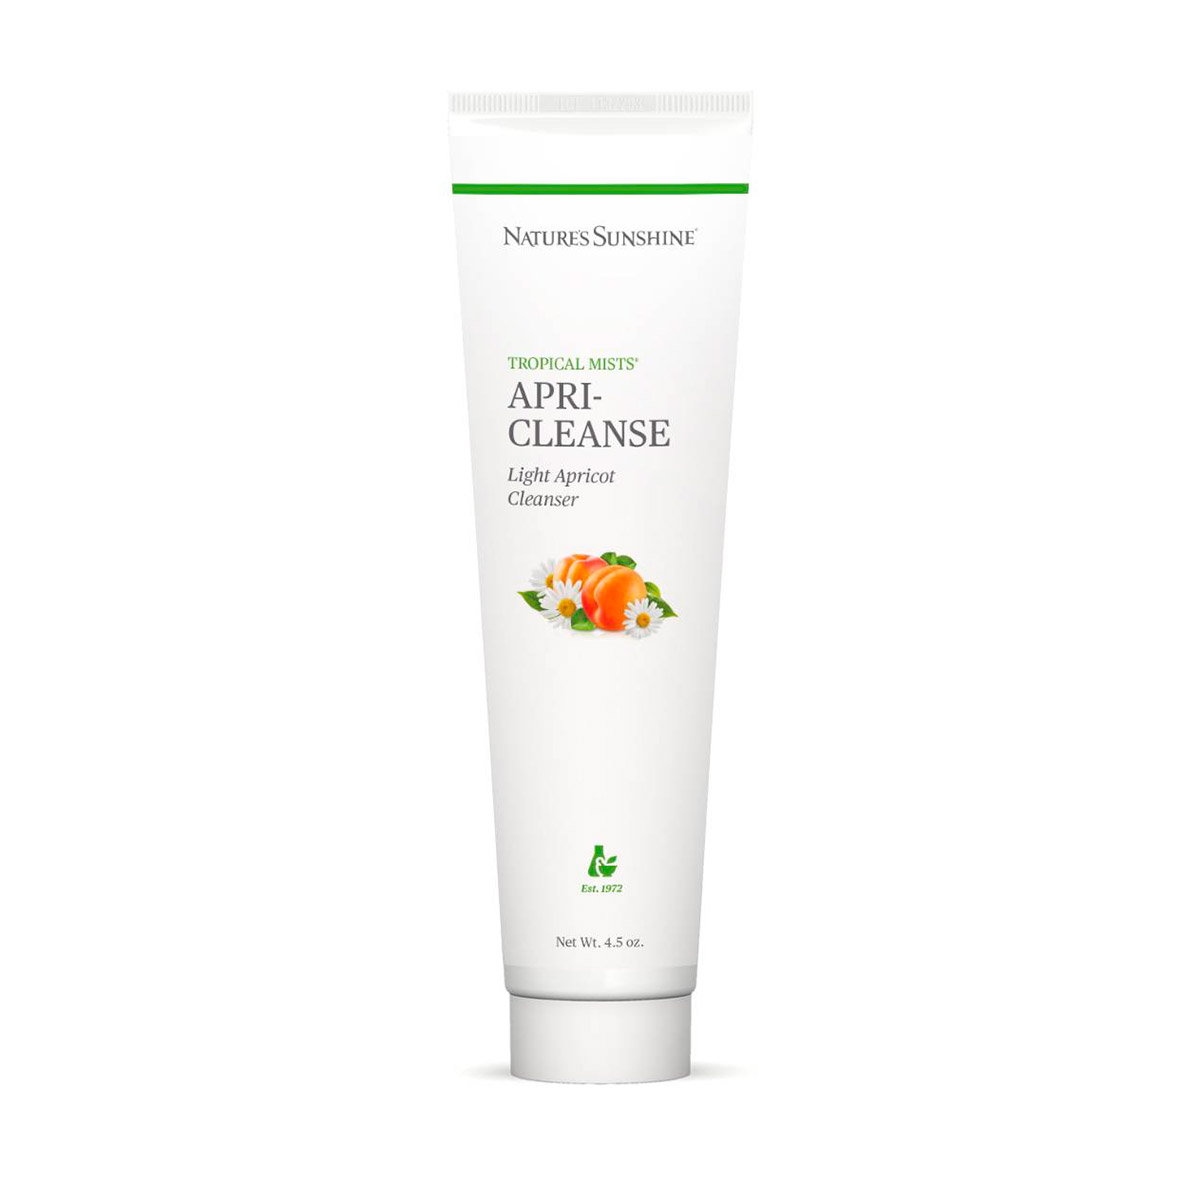 NATURE'S SUNSHINE®
TROPICAL MISTS®
APRI-
CLEANSE
Light Apricot
Cleanser
Est. 1972
Net Wt. 4.5 oz.